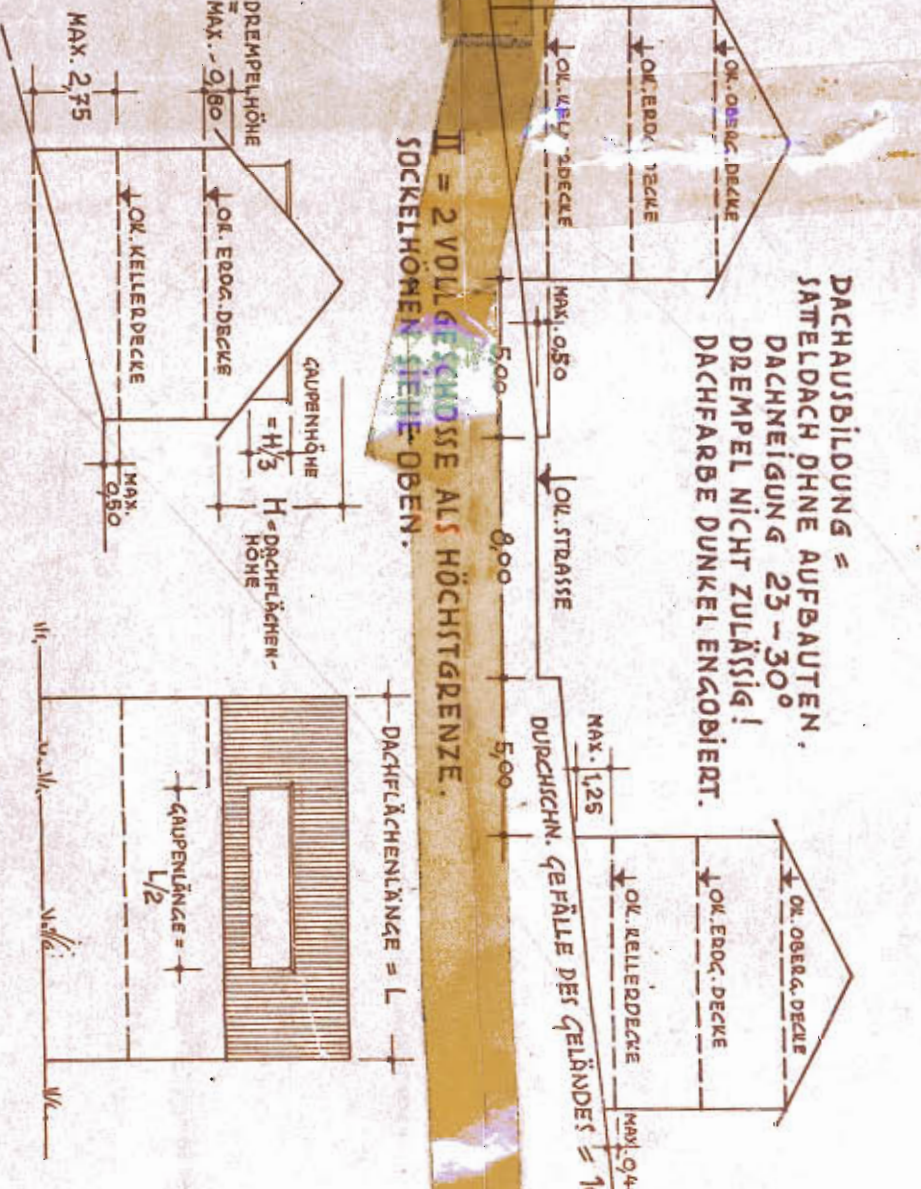 DACHAUSBILDUNG =
SATTELDACH OHNE AUFBAUTEN.
DACHNEIGUNG 23-30°
DREMPEL NICHT ZULÄSSIG!
DACHFARBE DUNKEL ENGOBIERT.
OK. OBERG. DECKE
OK. ERDG. DECKE
OK. KELLERDECKE
MAX. 0,50
5,00
OK. STRASSE
8,00
5,00
MAX. 1,25
DURCHSCHN. GEFÄLLE DES GELÄNDES =
OK. OBERG. DECKE
OK. ERDG. DECKE
OK. KELLERDECKE
II = 2 VOLLGESCHOSSE ALS HÖCHSTGRENZE.
SOCKELHÖHEN SIEHE OBEN.
DREMPELHÖHE
=
MAX. 0,80
MAX. 2,75
OK. ERDG. DECKE
OK. KELLERDECKE
GAUPENHÖHE
= H/3
H = DACHFLÄCHEN-
HÖHE
MAX.
0,50
DACHFLÄCHENLÄNGE = L
GAUPENLÄNGE =
L/2